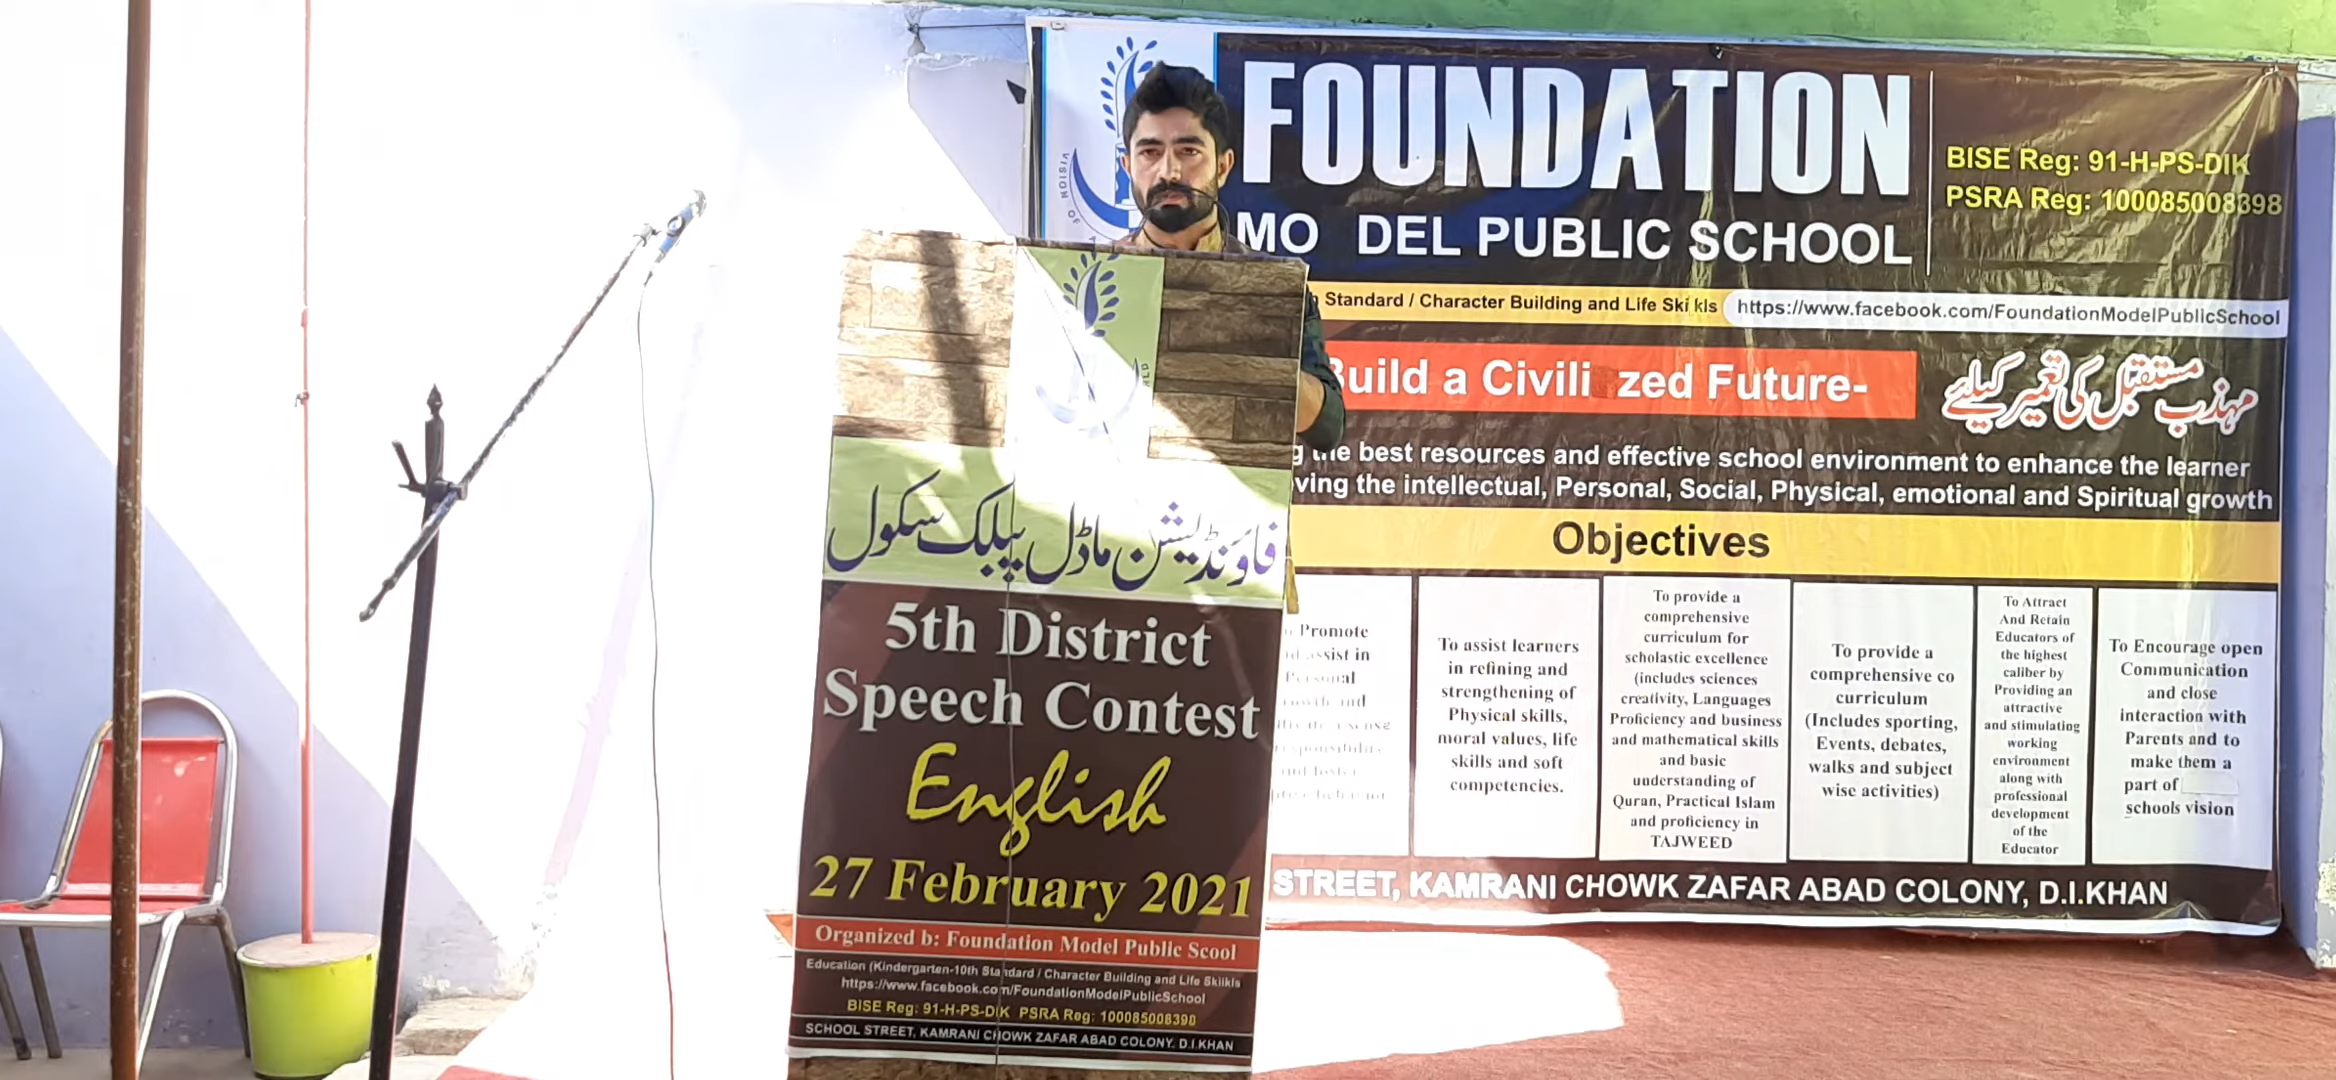 FOUNDATION
MO DEL PUBLIC SCHOOL
BISE Reg: 91-H-PS-DIK
PSRA Reg: 100085008398
VISION OF
Standard / Character Building and Life Ski kls
https://www.facebook.com/FoundationModelPublicSchool
Build a Civili zed Future-
مہذب مستقبل کی تعمیر کیلئے
the best resources and effective school environment to enhance the learner
the intellectual, Personal, Social, Physical, emotional and Spiritual growth
Objectives
Promote
assist in
Personal
To assist learners
in refining and
strengthening of
Physical skills,
moral values, life
skills and soft
competencies.
To provide a
comprehensive
curriculum for
scholastic excellence
(includes sciences
creativity, Languages
Proficiency and business
and mathematical skills
and basic
understanding of
Quran, Practical Islam
and proficiency in
TAJWEED
To provide a
comprehensive co
curriculum
(Includes sporting,
Events, debates,
walks and subject
wise activities)
To Attract
And Retain
Educators of
the highest
caliber by
Providing an
attractive
and stimulating
working
environment
along with
professional
development
of the
Educator
To Encourage open
Communication
and close
interaction with
Parents and to
make them a
part of
schools vision
STREET, KAMRANI CHOWK ZAFAR ABAD COLONY, D.I.KHAN
فاؤنڈیشن ماڈل پبلک سکول
5th District
Speech Contest
English
27 February 2021
Organized b: Foundation Model Public Scool
Education (Kindergarten-10th Standard / Character Building and Life Skilkls
https://www.facebook.com/FoundationModelPublicSchool
BISE Reg: 91-H-PS-DIK PSRA Reg: 100085008398
SCHOOL STREET, KAMRANI CHOWK ZAFAR ABAD COLONY. D.I.KHAN